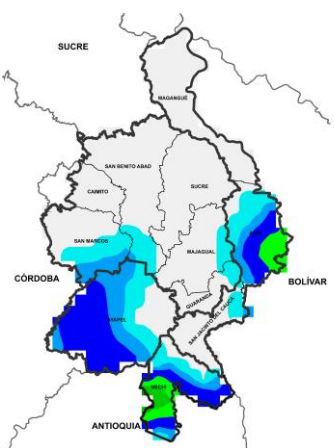 SUCRE
MAGANGUÉ
SAN BENITO ABAD
CAIMITO
SUCRE
SAN MARCOS
MAJAGUAL
CÓRDOBA
BOLÍVAR
GUARANDA
SAN JACINTO DEL CAUCA
AYAPEL
NECHÍ
ANTIOQUIA